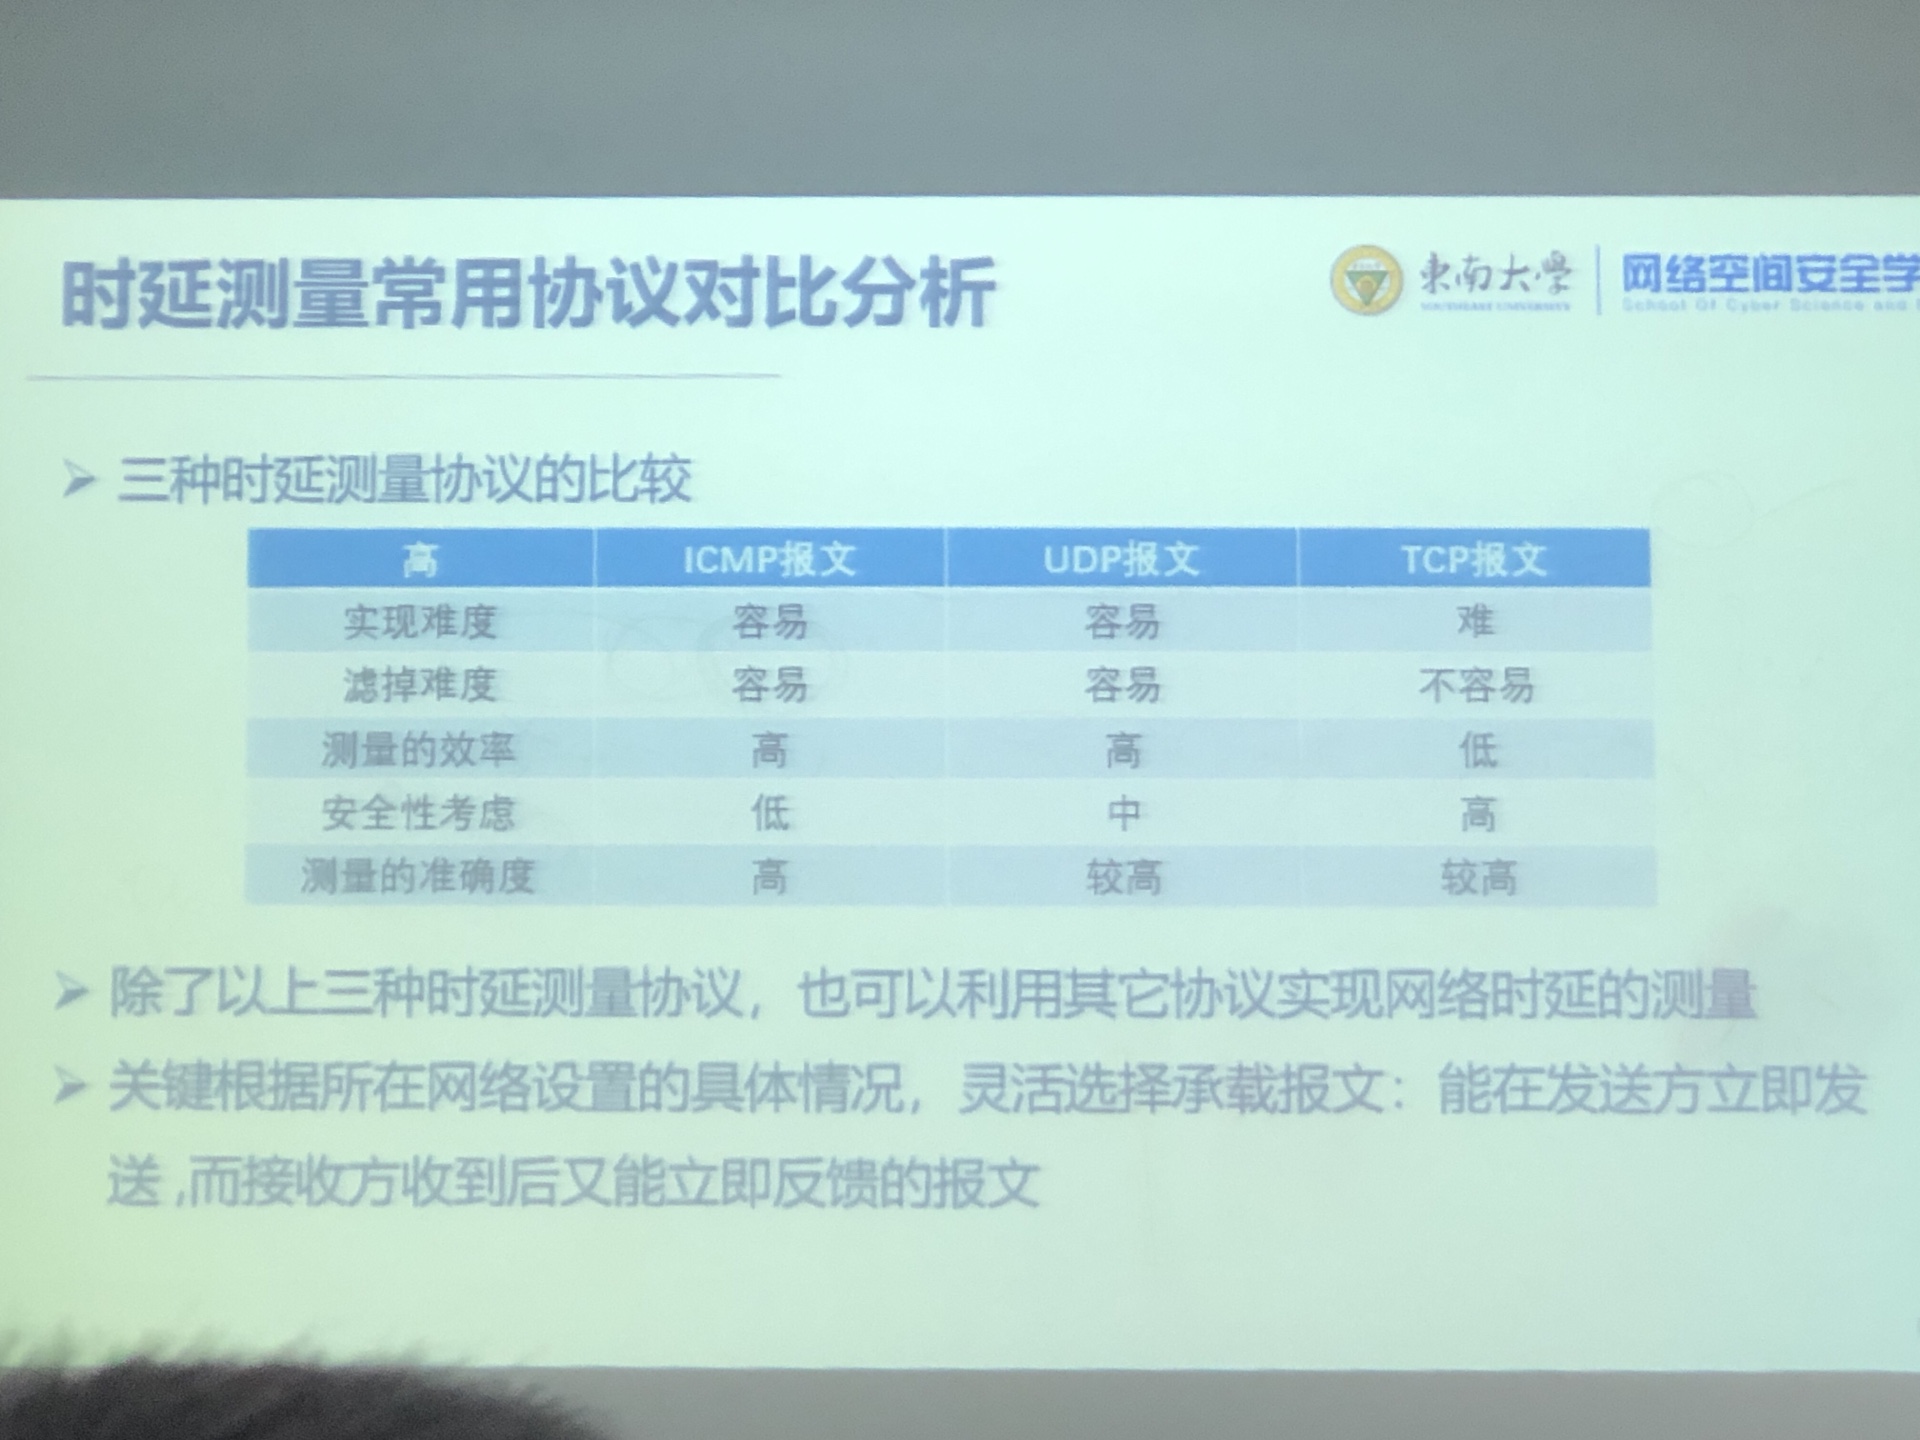 时延测量常用协议对比分析
東南大學
SOUTHEAST UNIVERSITY
网络空间安全学
School Of Cyber Science and
➢ 三种时延测量协议的比较
高 ICMP报文 UDP报文 TCP报文
实现难度 容易 容易 难
滤掉难度 容易 容易 不容易
测量的效率 高 高 低
安全性考虑 低 中 高
测量的准确度 高 较高 较高
➢ 除了以上三种时延测量协议，也可以利用其它协议实现网络时延的测量
➢ 关键根据所在网络设置的具体情况，灵活选择承载报文：能在发送方立即发
送,而接收方收到后又能立即反馈的报文